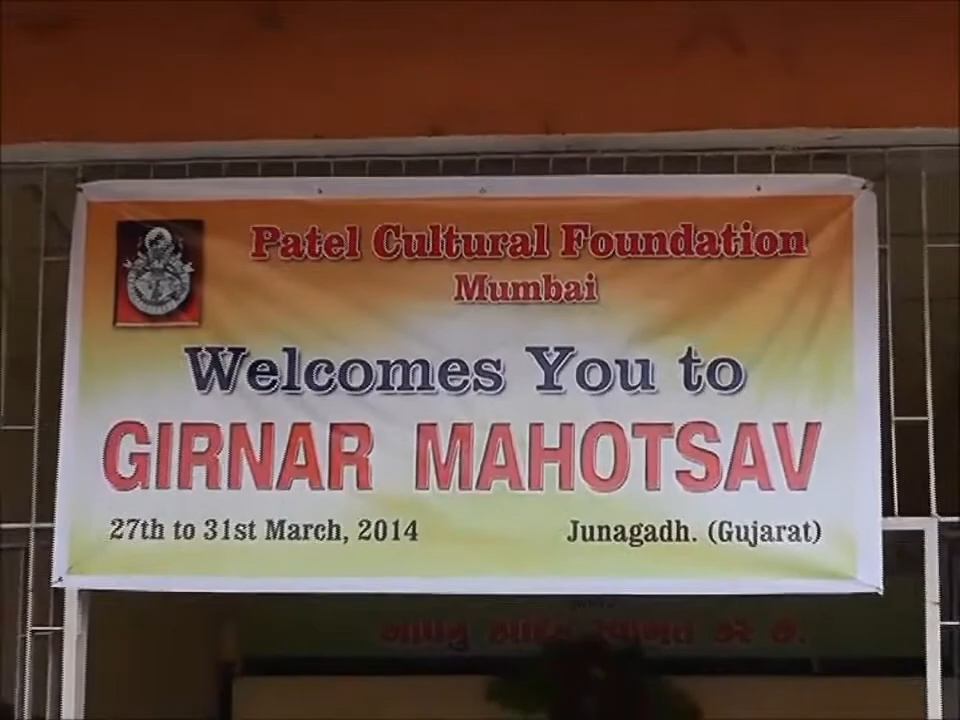 Patel Cultural Foundation
Mumbai
Welcomes You to
GIRNAR MAHOTSAV
27th to 31st March, 2014 Junagadh. (Gujarat)